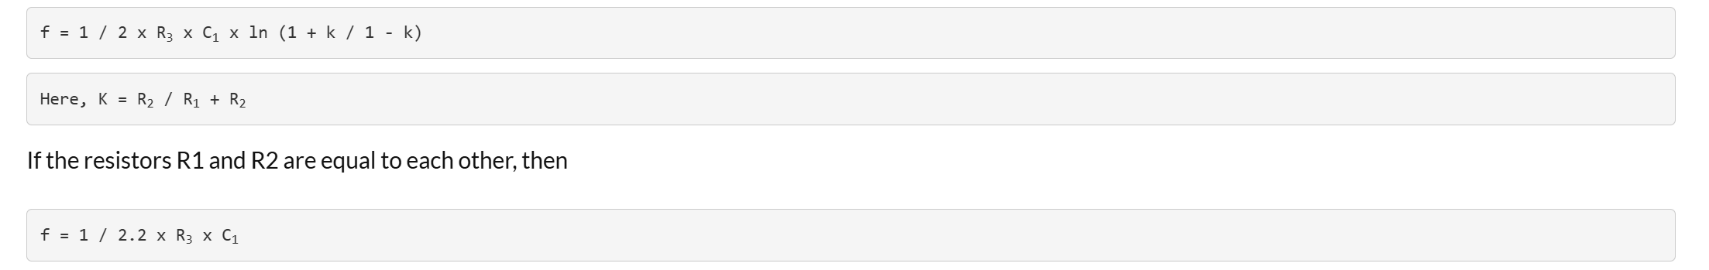 f = 1 / 2 x R₃ x C₁ x ln (1 + k / 1 - k)
Here, K = R₂ / R₁ + R₂
If the resistors R1 and R2 are equal to each other, then
f = 1 / 2.2 x R₃ x C₁